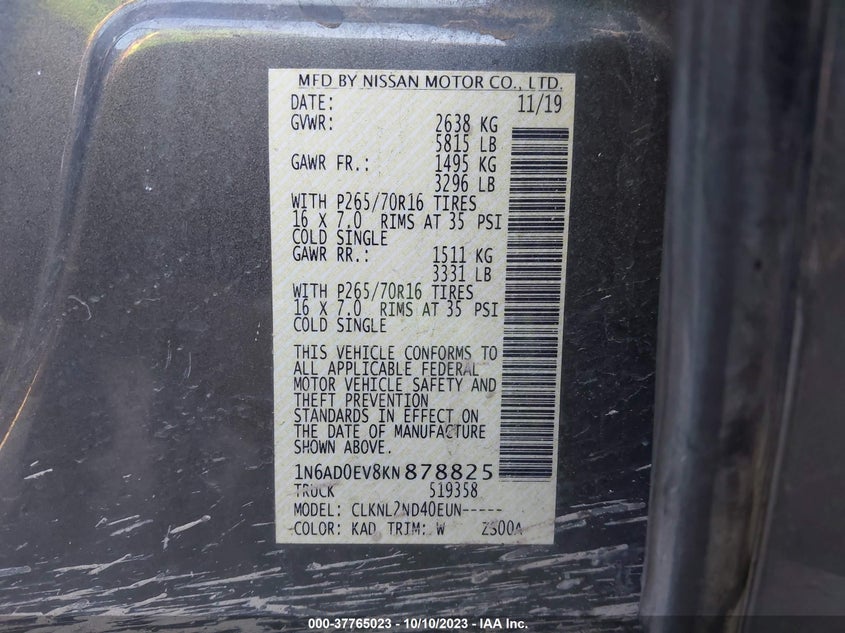 MFD BY NISSAN MOTOR CO., LTD.
DATE: 11/19
GVWR: 2638 KG
5815 LB
GAWR FR.: 1495 KG
3296 LB
WITH P265/70R16 TIRES
16 X 7.0 RIMS AT 35 PSI
COLD SINGLE
GAWR RR.: 1511 KG
3331 LB
WITH P265/70R16 TIRES
16 X 7.0 RIMS AT 35 PSI
COLD SINGLE
THIS VEHICLE CONFORMS TO
ALL APPLICABLE FEDERAL
MOTOR VEHICLE SAFETY AND
THEFT PREVENTION
STANDARDS IN EFFECT ON
THE DATE OF MANUFACTURE
SHOWN ABOVE.
1N6AD0EV8KN878825
TRUCK 519358
MODEL: CLKNL2ND40EUN-----
COLOR: KAD TRIM: W Z300A
000-37765023 - 10/10/2023 - IAA Inc.